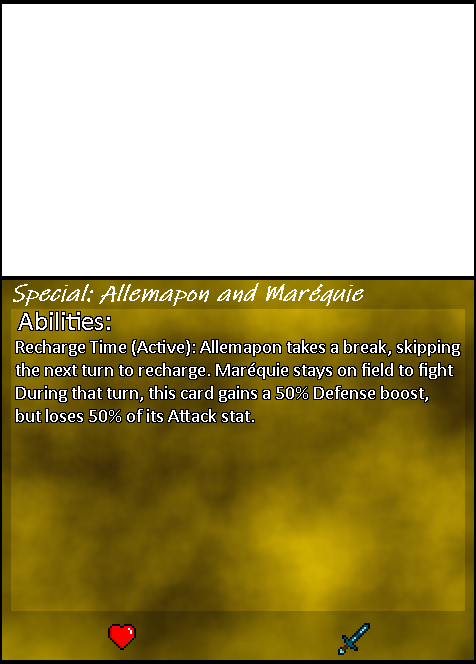 Special: Allemapon and Maréquie
Abilities:
Recharge Time (Active): Allemapon takes a break, skipping
the next turn to recharge. Maréquie stays on field to fight
During that turn, this card gains a 50% Defense boost,
but loses 50% of its Attack stat.